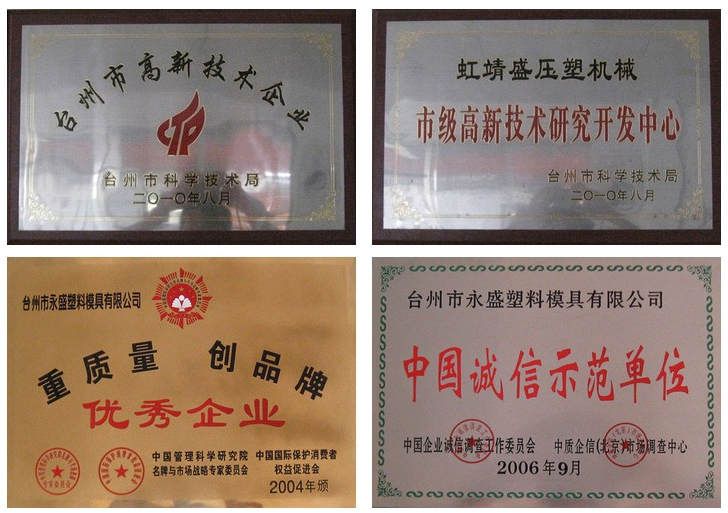 台州市高新技术企业
台州市科学技术局
二〇一〇年八月
虹靖盛压塑机械
市级高新技术研究开发中心
台州市科学技术局
二〇一〇年八月
台州市永盛塑料模具有限公司
重质量 创品牌
优秀企业
中国管理科学研究院 中国国际保护消费者
名牌与市场战略专家委员会 权益促进会
2004年颁
台州市永盛塑料模具有限公司
中国诚信示范单位
中国企业诚信调查工作委员会 中质企信(北京)市场调查中心
2006年9月